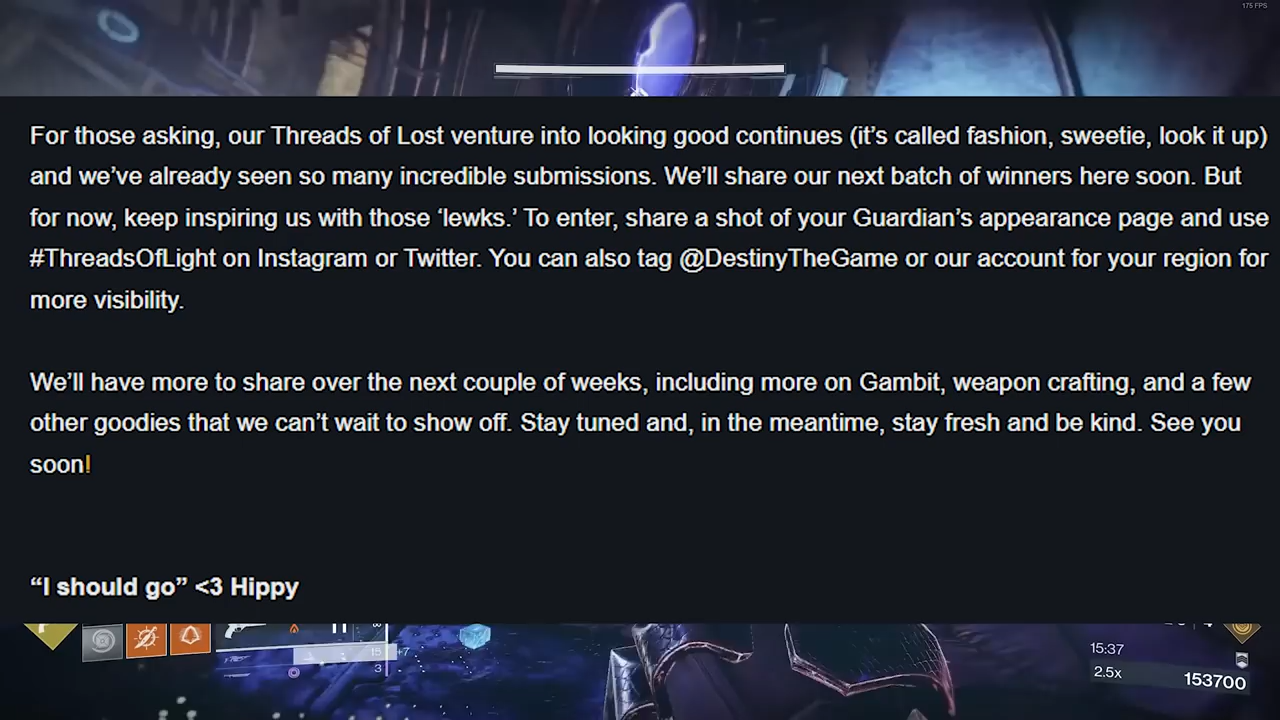 175 FPS
For those asking, our Threads of Lost venture into looking good continues (it’s called fashion, sweetie, look it up)
and we’ve already seen so many incredible submissions. We’ll share our next batch of winners here soon. But
for now, keep inspiring us with those ‘lewks.’ To enter, share a shot of your Guardian’s appearance page and use
#ThreadsOfLight on Instagram or Twitter. You can also tag @DestinyTheGame or our account for your region for
more visibility.
We’ll have more to share over the next couple of weeks, including more on Gambit, weapon crafting, and a few
other goodies that we can’t wait to show off. Stay tuned and, in the meantime, stay fresh and be kind. See you
soon!
“I should go” <3 Hippy
15 +7
3
15:37
2.5x 153700